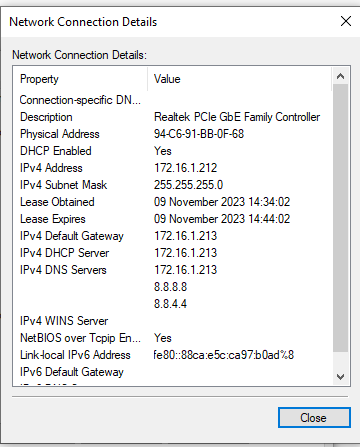 Network Connection Details
Network Connection Details:
Property Value
Connection-specific DN...
Description Realtek PCIe GbE Family Controller
Physical Address 94-C6-91-BB-0F-68
DHCP Enabled Yes
IPv4 Address 172.16.1.212
IPv4 Subnet Mask 255.255.255.0
Lease Obtained 09 November 2023 14:34:02
Lease Expires 09 November 2023 14:44:02
IPv4 Default Gateway 172.16.1.213
IPv4 DHCP Server 172.16.1.213
IPv4 DNS Servers 172.16.1.213
8.8.8.8
8.8.4.4
IPv4 WINS Server
NetBIOS over Tcpip En... Yes
Link-local IPv6 Address fe80::88ca:e5c:ca97:b0ad%8
IPv6 Default Gateway
Close